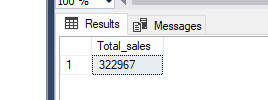 100 %
Results Messages
Total_sales
1 322967